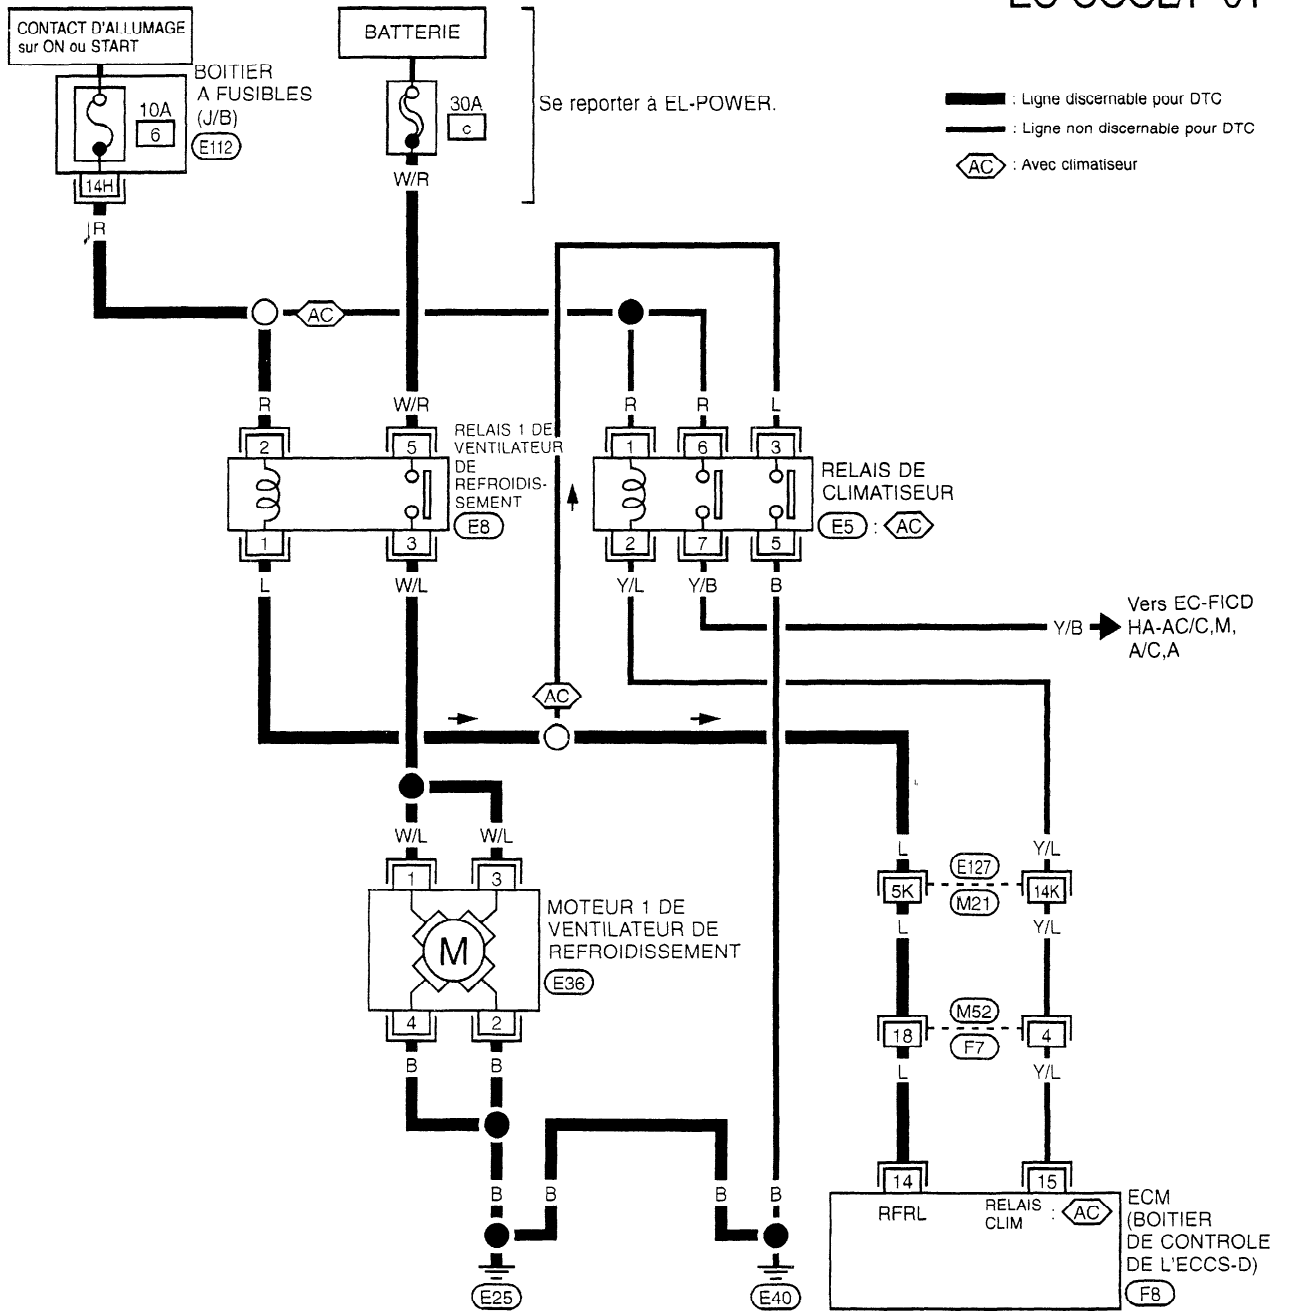 CONTACT D'ALLUMAGE
sur ON ou START
BATTERIE
BOITIER
A FUSIBLES
(J/B)
E112
10A
6
30A
c
Se reporter à EL-POWER.
: Ligne discernable pour DTC
: Ligne non discernable pour DTC
AC : Avec climatiseur
14H
W/R
R
AC
R
W/R
R
R
L
2
5
1
6
3
RELAIS 1 DE
VENTILATEUR
DE
REFROIDIS-
SEMENT
E8
RELAIS DE
CLIMATISEUR
E5 : AC
1
3
2
7
5
L
W/L
Y/L
Y/B
B
Y/B
Vers EC-FICD
HA-AC/C,M,
A/C,A
AC
W/L
W/L
L
Y/L
1
3
5K
E127
M21
14K
MOTEUR 1 DE
VENTILATEUR DE
REFROIDISSEMENT
E36
M
L
Y/L
4
2
18
M52
F7
4
B
B
L
Y/L
14
15
B
B
B
B
RFRL
RELAIS
CLIM : AC
ECM
(BOITIER
DE CONTROLE
DE L'ECCS-D)
F8
E25
E40